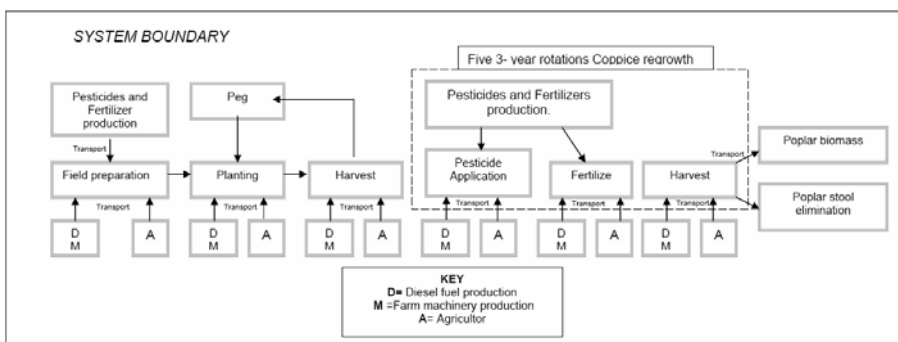 SYSTEM BOUNDARY
Five 3- year rotations Coppice regrowth
Pesticides and
Fertilizer
production
Peg
Pesticides and Fertilizers
production.
Transport
Field preparation
Planting
Harvest
Pesticide
Application
Fertilize
Harvest
Transport
Poplar biomass
Poplar stool
elimination
Transport
Transport
Transport
Transport
Transport
Transport
D
M
A
D
M
A
D
M
A
D
M
A
D
M
A
D
M
A
KEY
D= Diesel fuel production
M =Farm machinery production
A= Agricultor